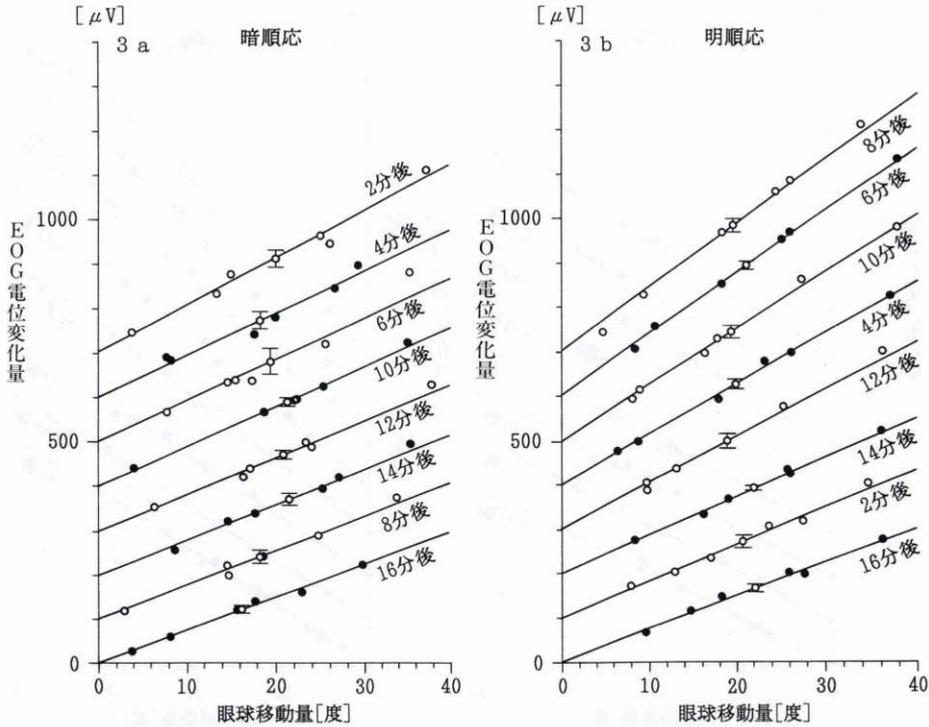 [μV]
3a
暗順応
EOG電位変化量
1000
500
0
2分後
4分後
6分後
10分後
12分後
14分後
8分後
16分後
0 10 20 30 40
眼球移動量[度]
[μV]
3b
明順応
EOG電位変化量
1000
500
0
8分後
6分後
10分後
4分後
12分後
14分後
2分後
16分後
0 10 20 30 40
眼球移動量[度]